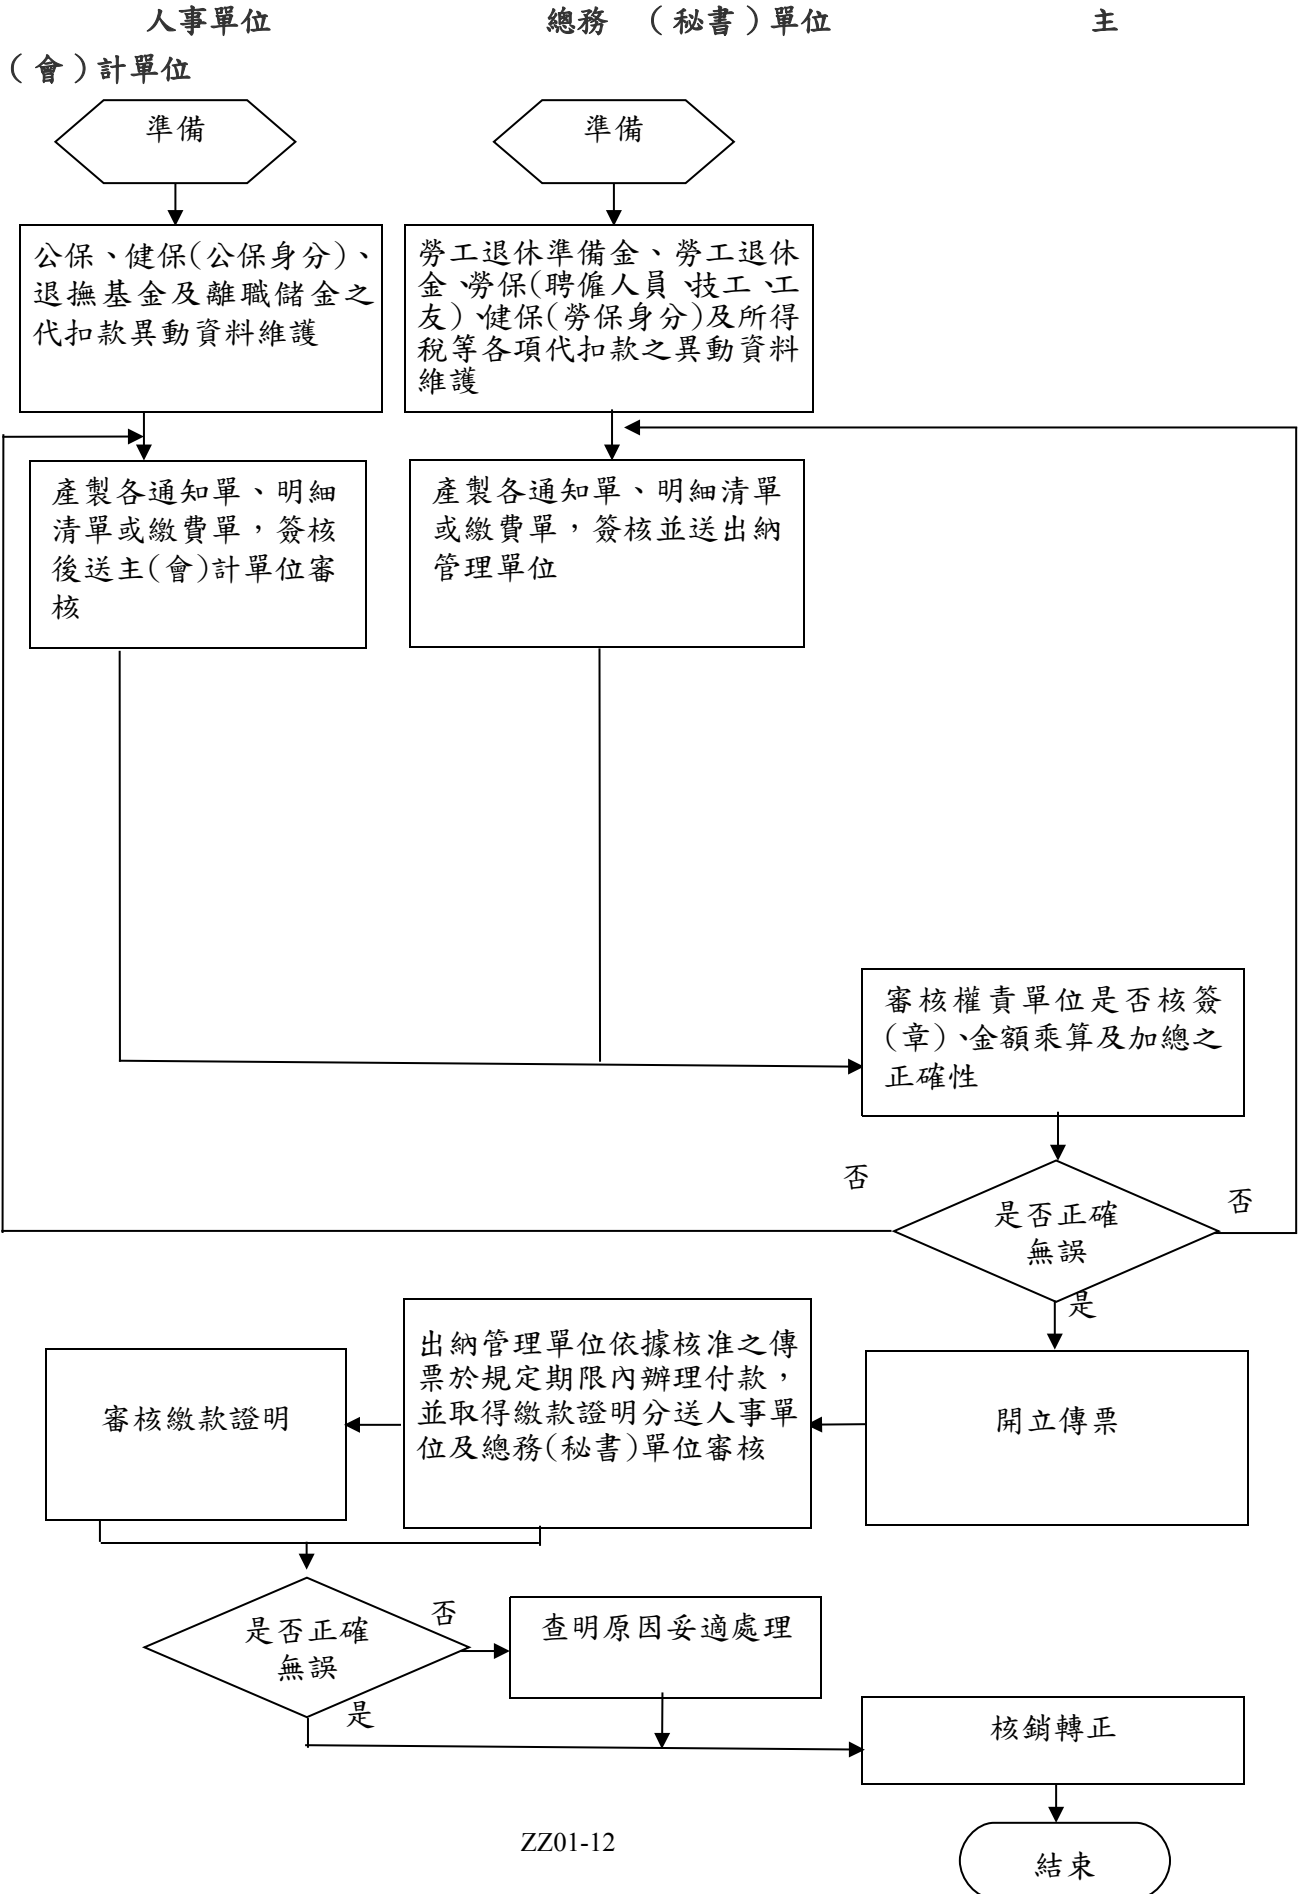 人事單位 總務 （秘書）單位 主
（會）計單位
準備
準備
公保、健保(公保身分)、
退撫基金及離職儲金之
代扣款異動資料維護
勞工退休準備金、勞工退休
金、勞保(聘僱人員、技工、工
友)、健保(勞保身分)及所得
稅等各項代扣款之異動資料
維護
產製各通知單、明細
清單或繳費單，簽核
後送主(會)計單位審
核
產製各通知單、明細清單
或繳費單，簽核並送出納
管理單位
審核權責單位是否核簽
(章)、金額乘算及加總之
正確性
否
是否正確
無誤
否
是
出納管理單位依據核准之傳
票於規定期限內辦理付款，
並取得繳款證明分送人事單
位及總務(秘書)單位審核
審核繳款證明
開立傳票
是否正確
無誤
否
查明原因妥適處理
是
核銷轉正
ZZ01-12
結束